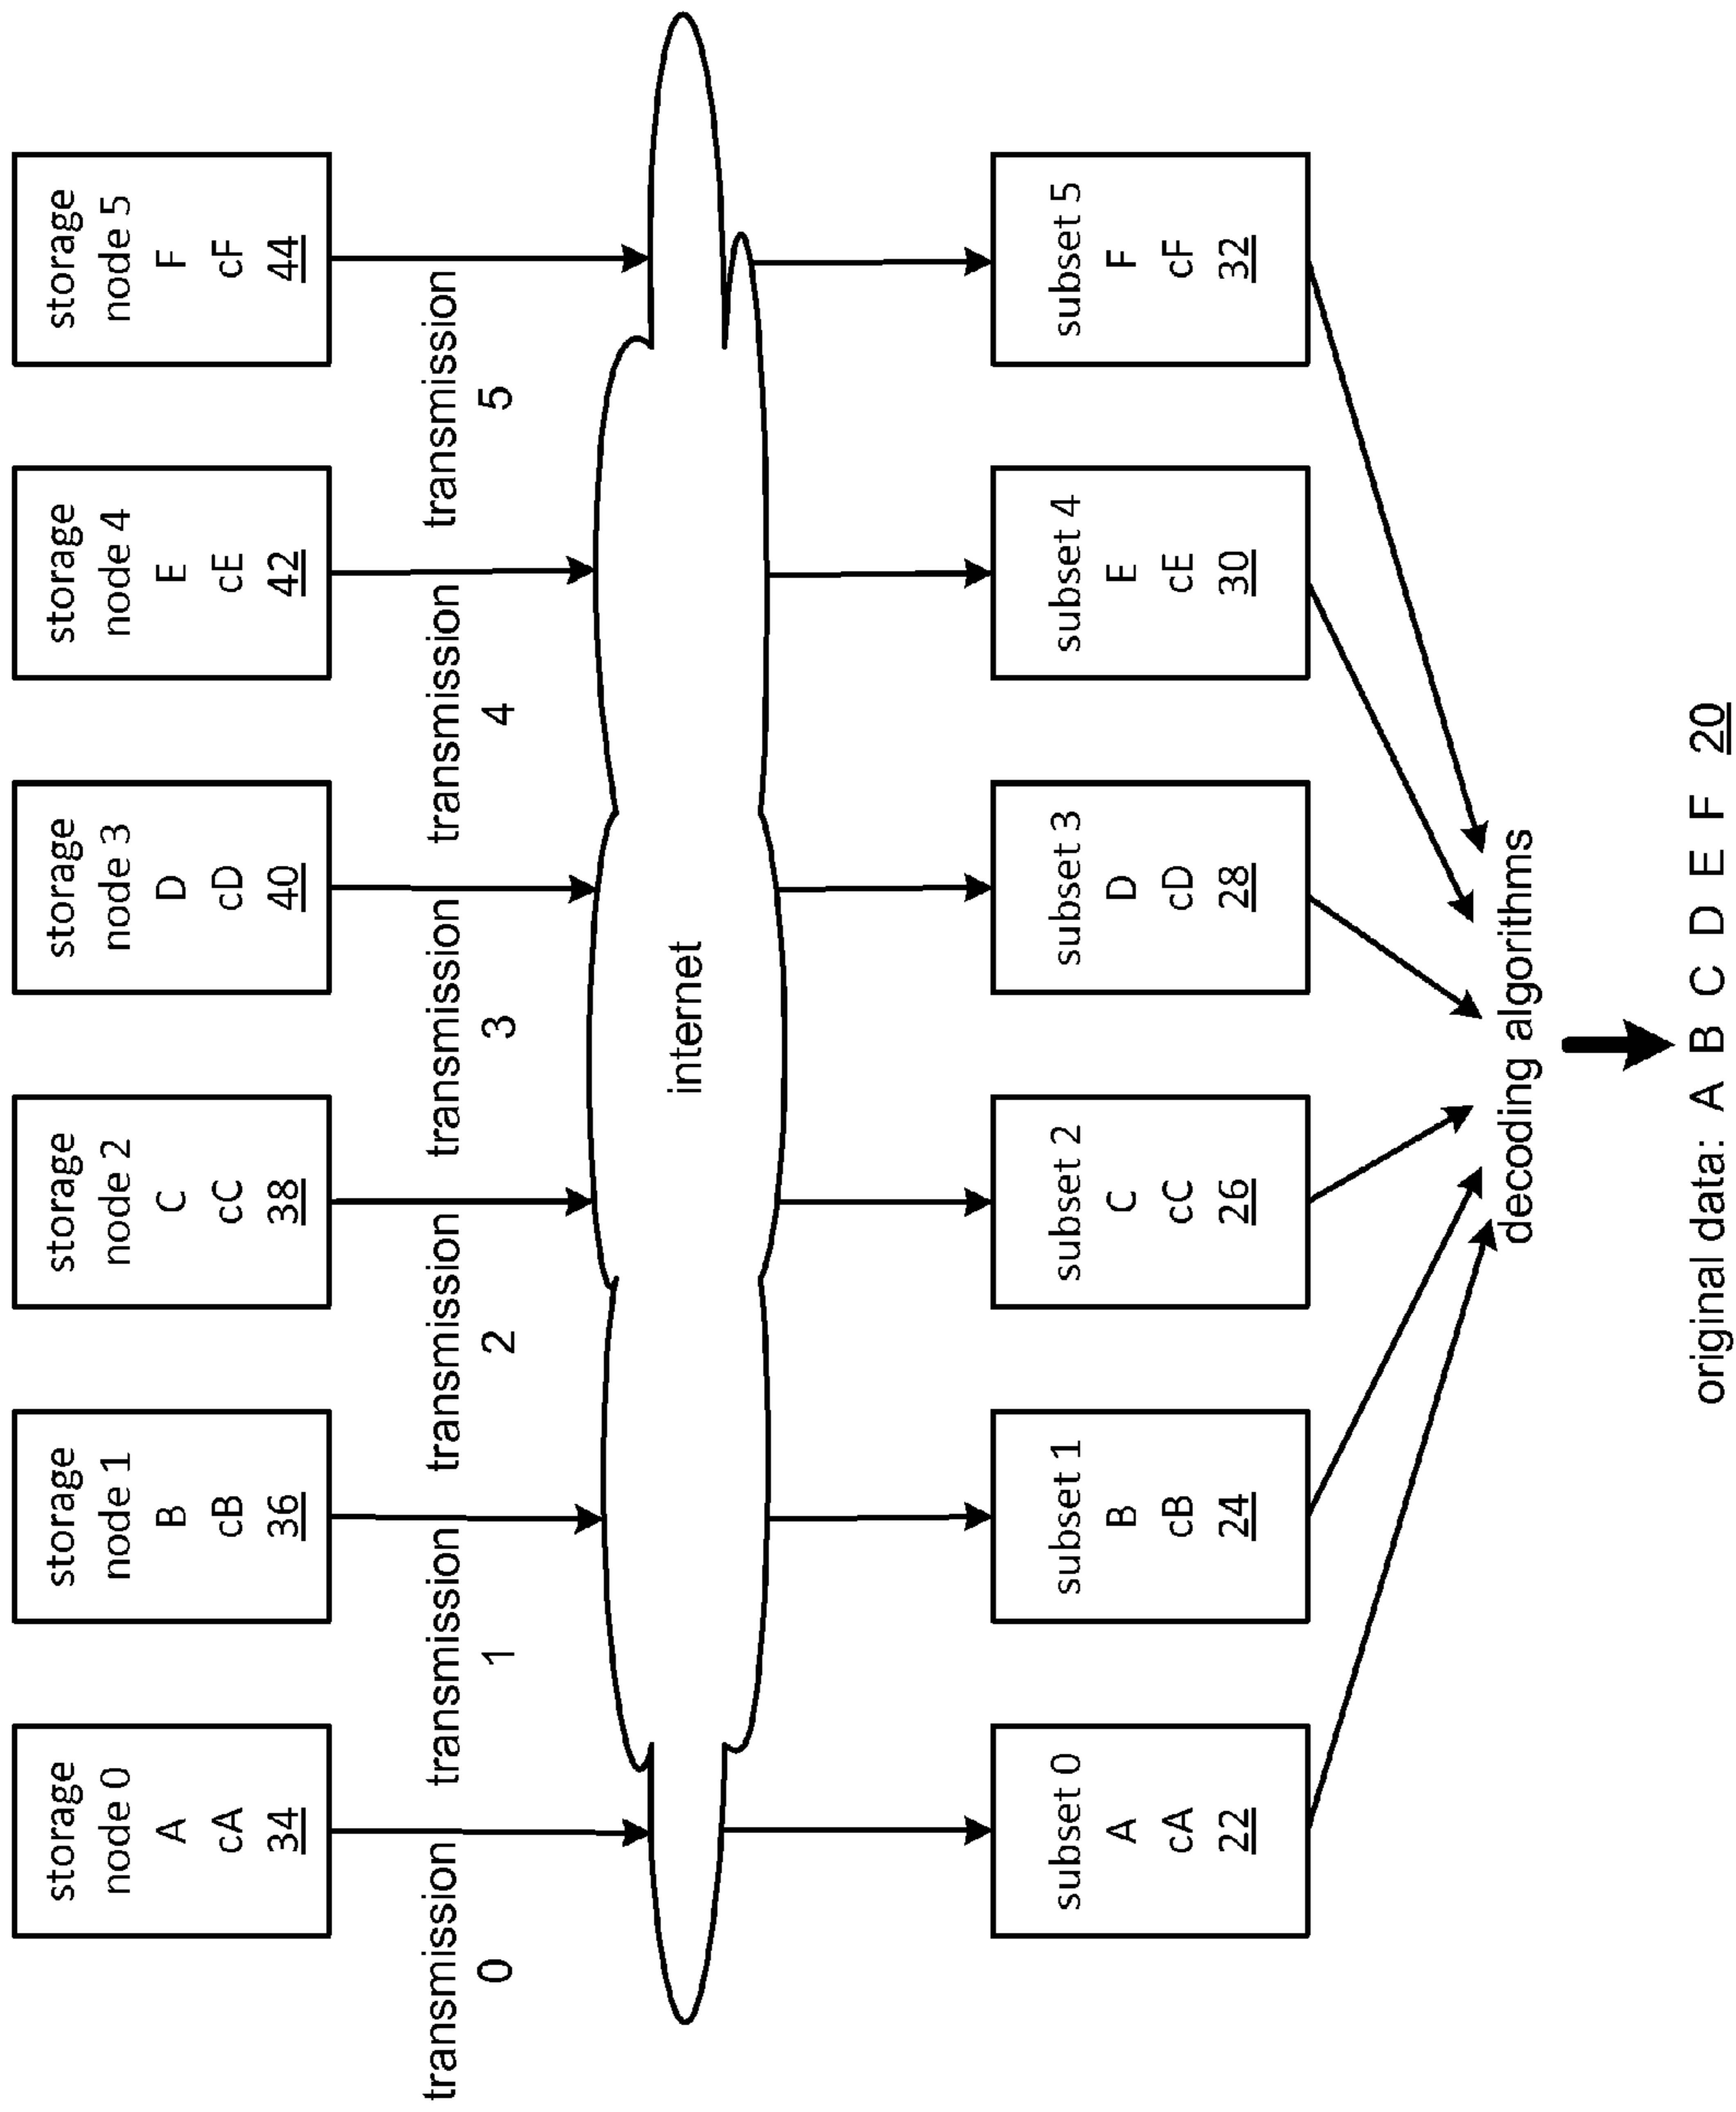 storage
node 0
A
cA
34
storage
node 1
B
cB
36
storage
node 2
C
cC
38
storage
node 3
D
cD
40
storage
node 4
E
cE
42
storage
node 5
F
cF
44
transmission
0
transmission
1
transmission
2
transmission
3
transmission
4
transmission
5
internet
subset 0
A
cA
22
subset 1
B
cB
24
subset 2
C
cC
26
subset 3
D
cD
28
subset 4
E
cE
30
subset 5
F
cF
32
decoding algorithms
original data: A B C D E F 20